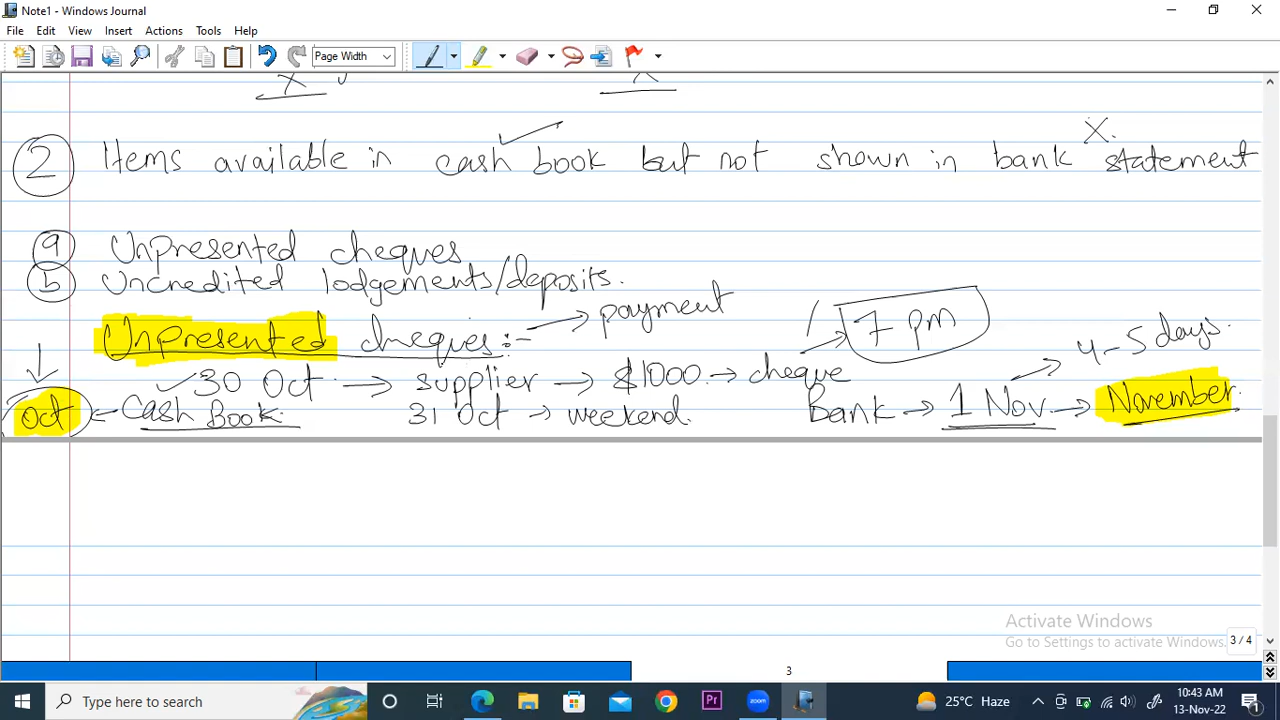 Note1 - Windows Journal
File Edit View Insert Actions Tools Help
Page Width
X
② Items available in cash book but not shown in bank statement
ⓐ Unpresented cheques
ⓑ Uncredited lodgements/deposits.
Unpresented cheques:- → payment
7 pm
4-5 days.
✓ 30 Oct → supplier → $1000 → cheque
Oct ← Cash Book. 31 Oct → weekend. Bank → 1 Nov → November.
Activate Windows
Go to Settings to activate Windows.
3 / 4
3
Type here to search
Pr
zoom
25°C Haze
10:43 AM
13-Nov-22
1